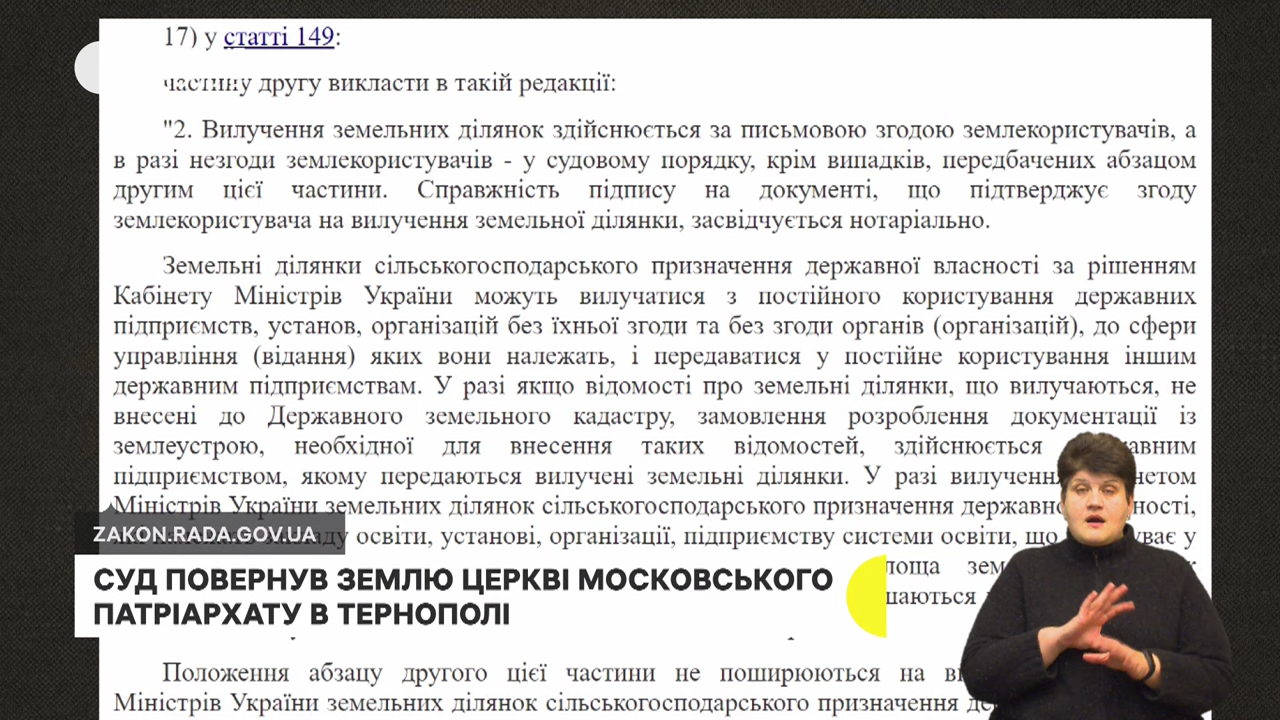 17) у статті 149:
частину другу викласти в такій редакції:
"2. Вилучення земельних ділянок здійснюється за письмовою згодою землекористувачів, а
в разі незгоди землекористувачів - у судовому порядку, крім випадків, передбачених абзацом
другим цієї частини. Справжність підпису на документі, що підтверджує згоду
землекористувача на вилучення земельної ділянки, засвідчується нотаріально.
Земельні ділянки сільськогосподарського призначення державної власності за рішенням
Кабінету Міністрів України можуть вилучатися з постійного користування державних
підприємств, установ, організацій без їхньої згоди та без згоди органів (організацій), до сфери
управління (відання) яких вони належать, і передаватися у постійне користування іншим
державним підприємствам. У разі якщо відомості про земельні ділянки, що вилучаються, не
внесені до Державного земельного кадастру, замовлення розроблення документації із
землеустрою, необхідної для внесення таких відомостей, здійснюється
підприємством, якому передаються вилучені земельні ділянки. У разі
Міністрів України земельних ділянок сільськогосподарського призначення
освіти, установі, організації, підприємству системи освіти, що у
ZAKON.RADA.GOV.UA
СУД ПОВЕРНУВ ЗЕМЛЮ ЦЕРКВІ МОСКОВСЬКОГО
ПАТРІАРХАТУ В ТЕРНОПОЛІ
Положення абзацу другого цієї частини не поширюються на
Міністрів України земельних ділянок сільськогосподарського призначення